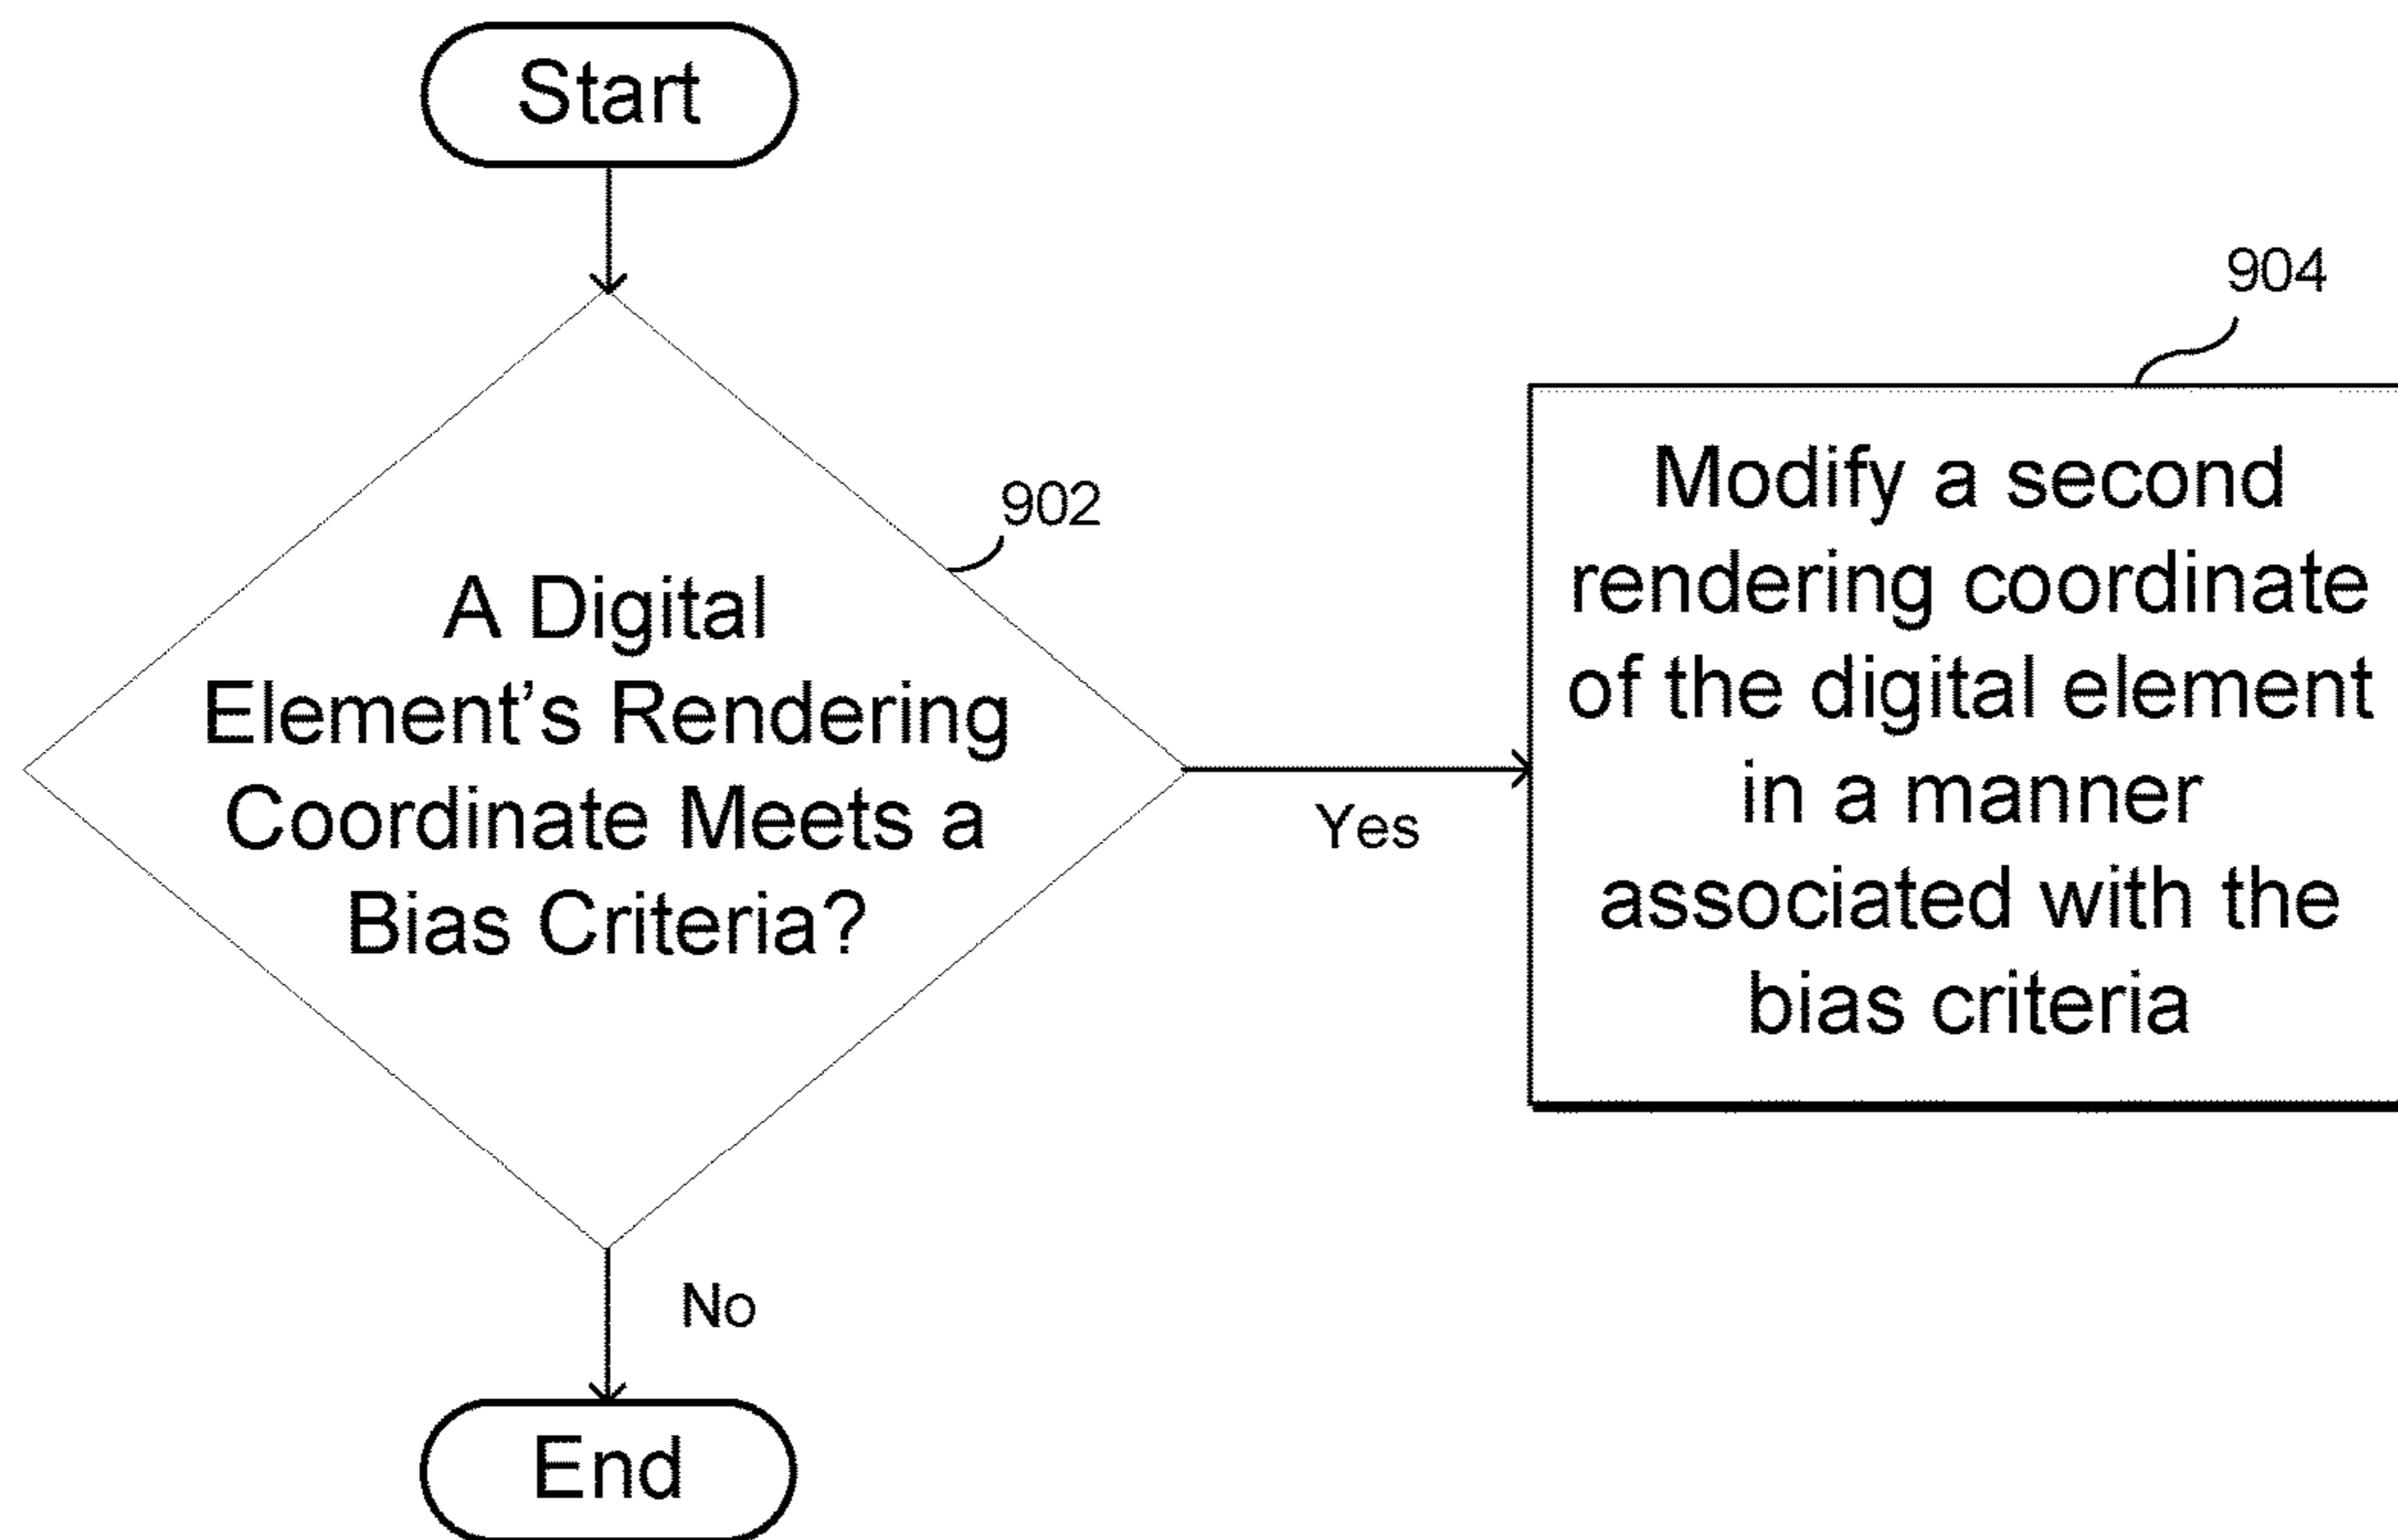 Start
902
A Digital
Element's Rendering
Coordinate Meets a
Bias Criteria?
Yes
904
Modify a second
rendering coordinate
of the digital element
in a manner
associated with the
bias criteria
No
End